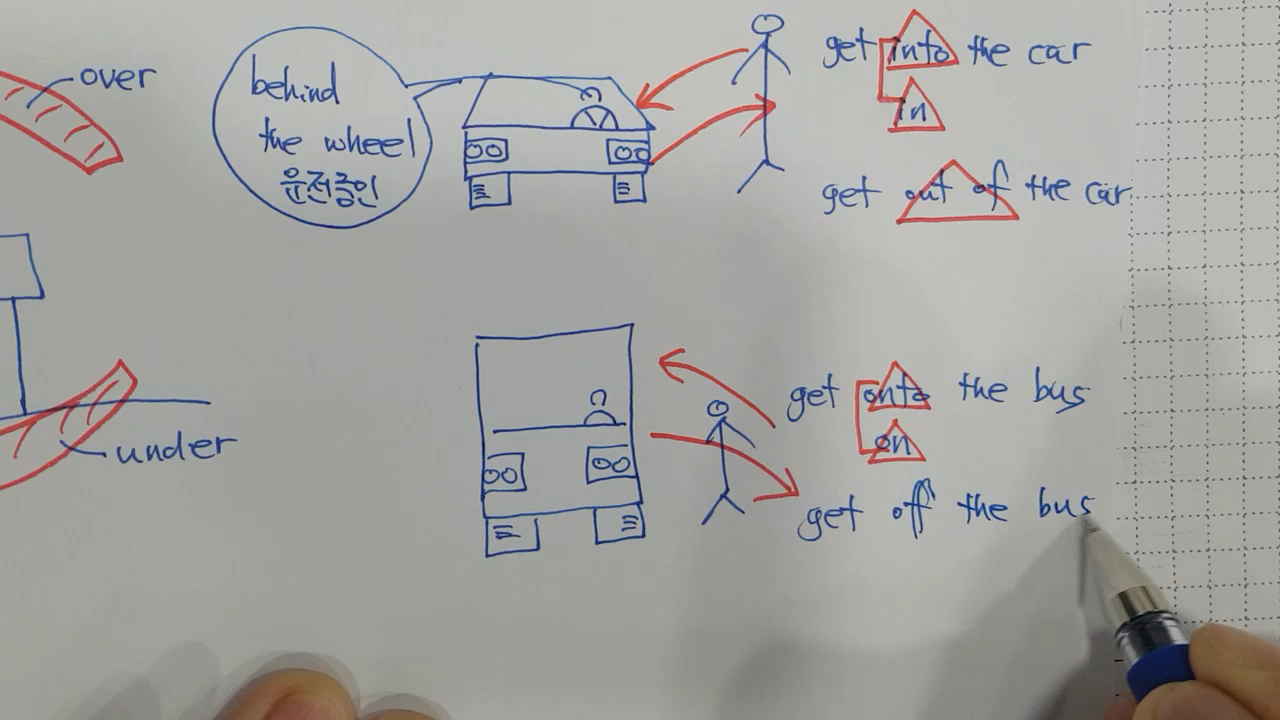 over
behind
the wheel
운전중인
get into the car
in
get out of the car
under
get onto the bus
on
get off the bus